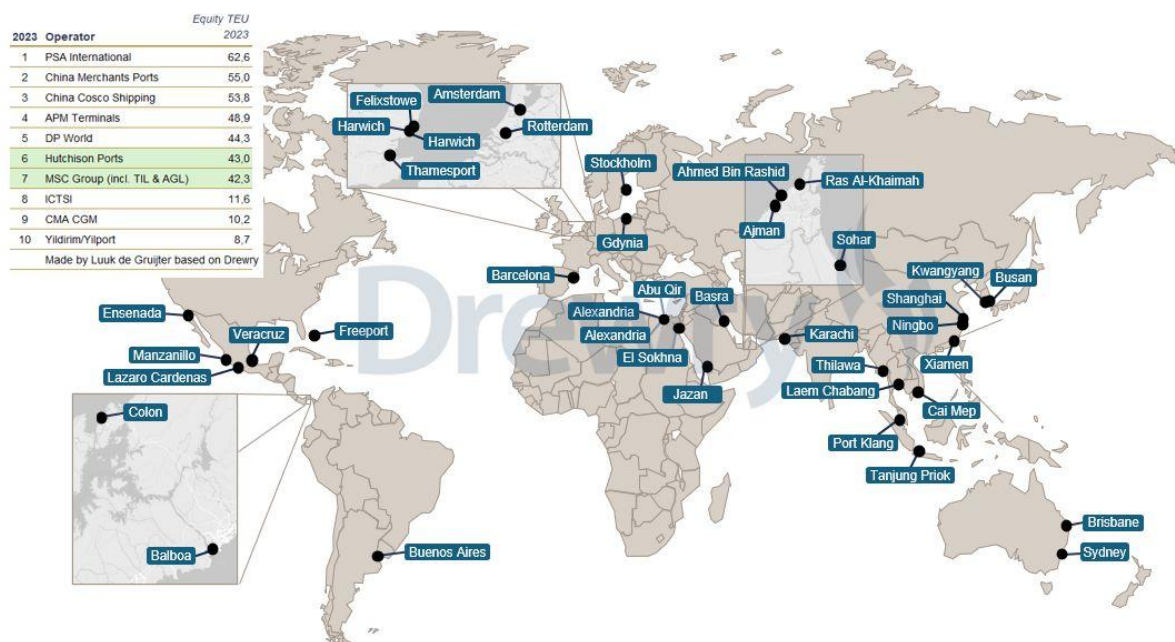 Equity TEU
2023 Operator 2023
1 PSA International 62,6
2 China Merchants Ports 55,0
3 China Cosco Shipping 53,8
4 APM Terminals 48,9
5 DP World 44,3
6 Hutchison Ports 43,0
7 MSC Group (incl. TIL & AGL) 42,3
8 ICTSI 11,6
9 CMA CGM 10,2
10 Yildirim/Yilport 8,7
Made by Luuk de Gruijter based on Drewry
Amsterdam
Felixstowe
Harwich
Harwich
Rotterdam
Thamesport
Stockholm
Gdynia
Ahmed Bin Rashid
Ras Al-Khaimah
Ajman
Sohar
Kwangyang
Busan
Shanghai
Ningbo
Xiamen
Barcelona
Abu Qir
Basra
Alexandria
Alexandria
El Sokhna
Karachi
Jazan
Thilawa
Laem Chabang
Cai Mep
Port Klang
Tanjung Priok
Ensenada
Veracruz
Freeport
Manzanillo
Lazaro Cardenas
Colon
Balboa
Buenos Aires
Brisbane
Sydney
Drewry